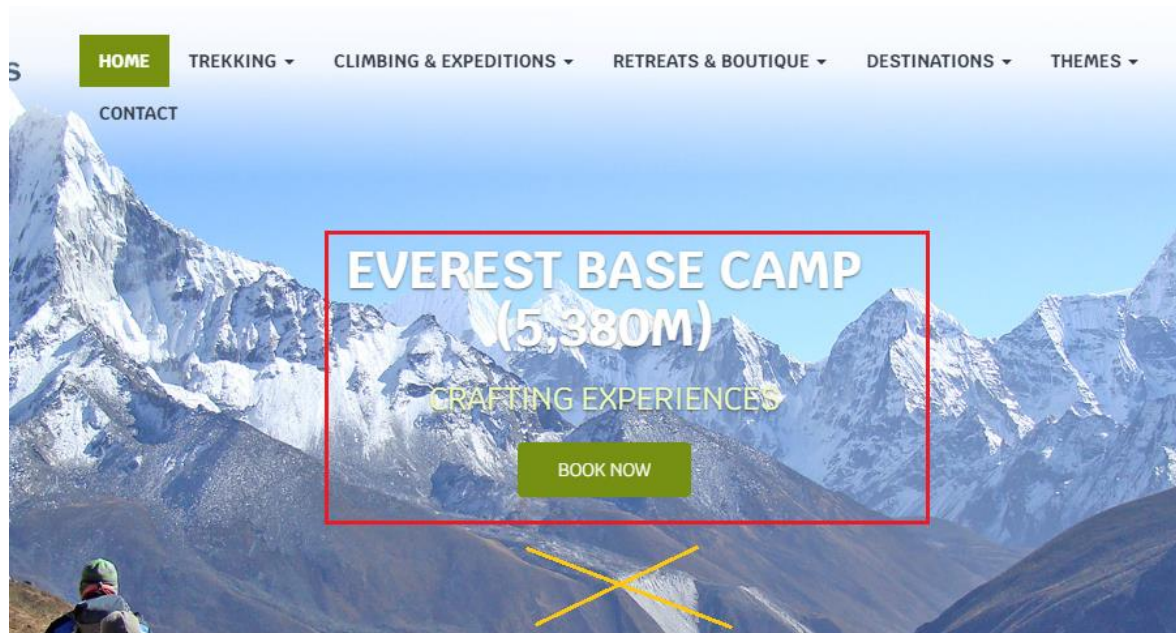 S
HOME TREKKING CLIMBING & EXPEDITIONS RETREATS & BOUTIQUE DESTINATIONS THEMES
CONTACT
EVEREST BASE CAMP
(5,380M)
CRAFTING EXPERIENCES
BOOK NOW